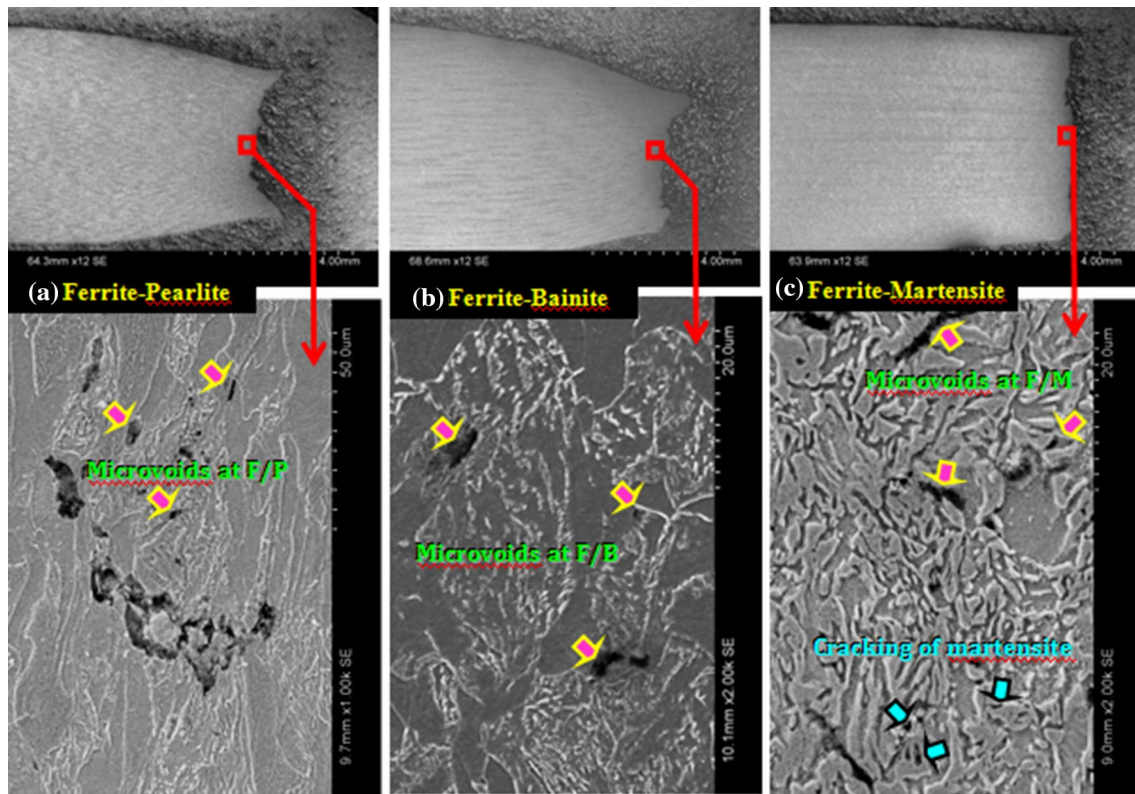 64.3mm x12 SE
4.00mm
68.6mm x12 SE
4.00mm
63.9mm x12 SE
4.00mm
(a) Ferrite-Pearlite
(b) Ferrite-Bainite
(c) Ferrite-Martensite
Microvoids at F/P
50.0um
9.7mm x1.00k SE
Microvoids at F/B
20.0um
10.1mm x2.00k SE
Microvoids at F/M
Cracking of martensite
20.0um
9.0mm x2.00k SE